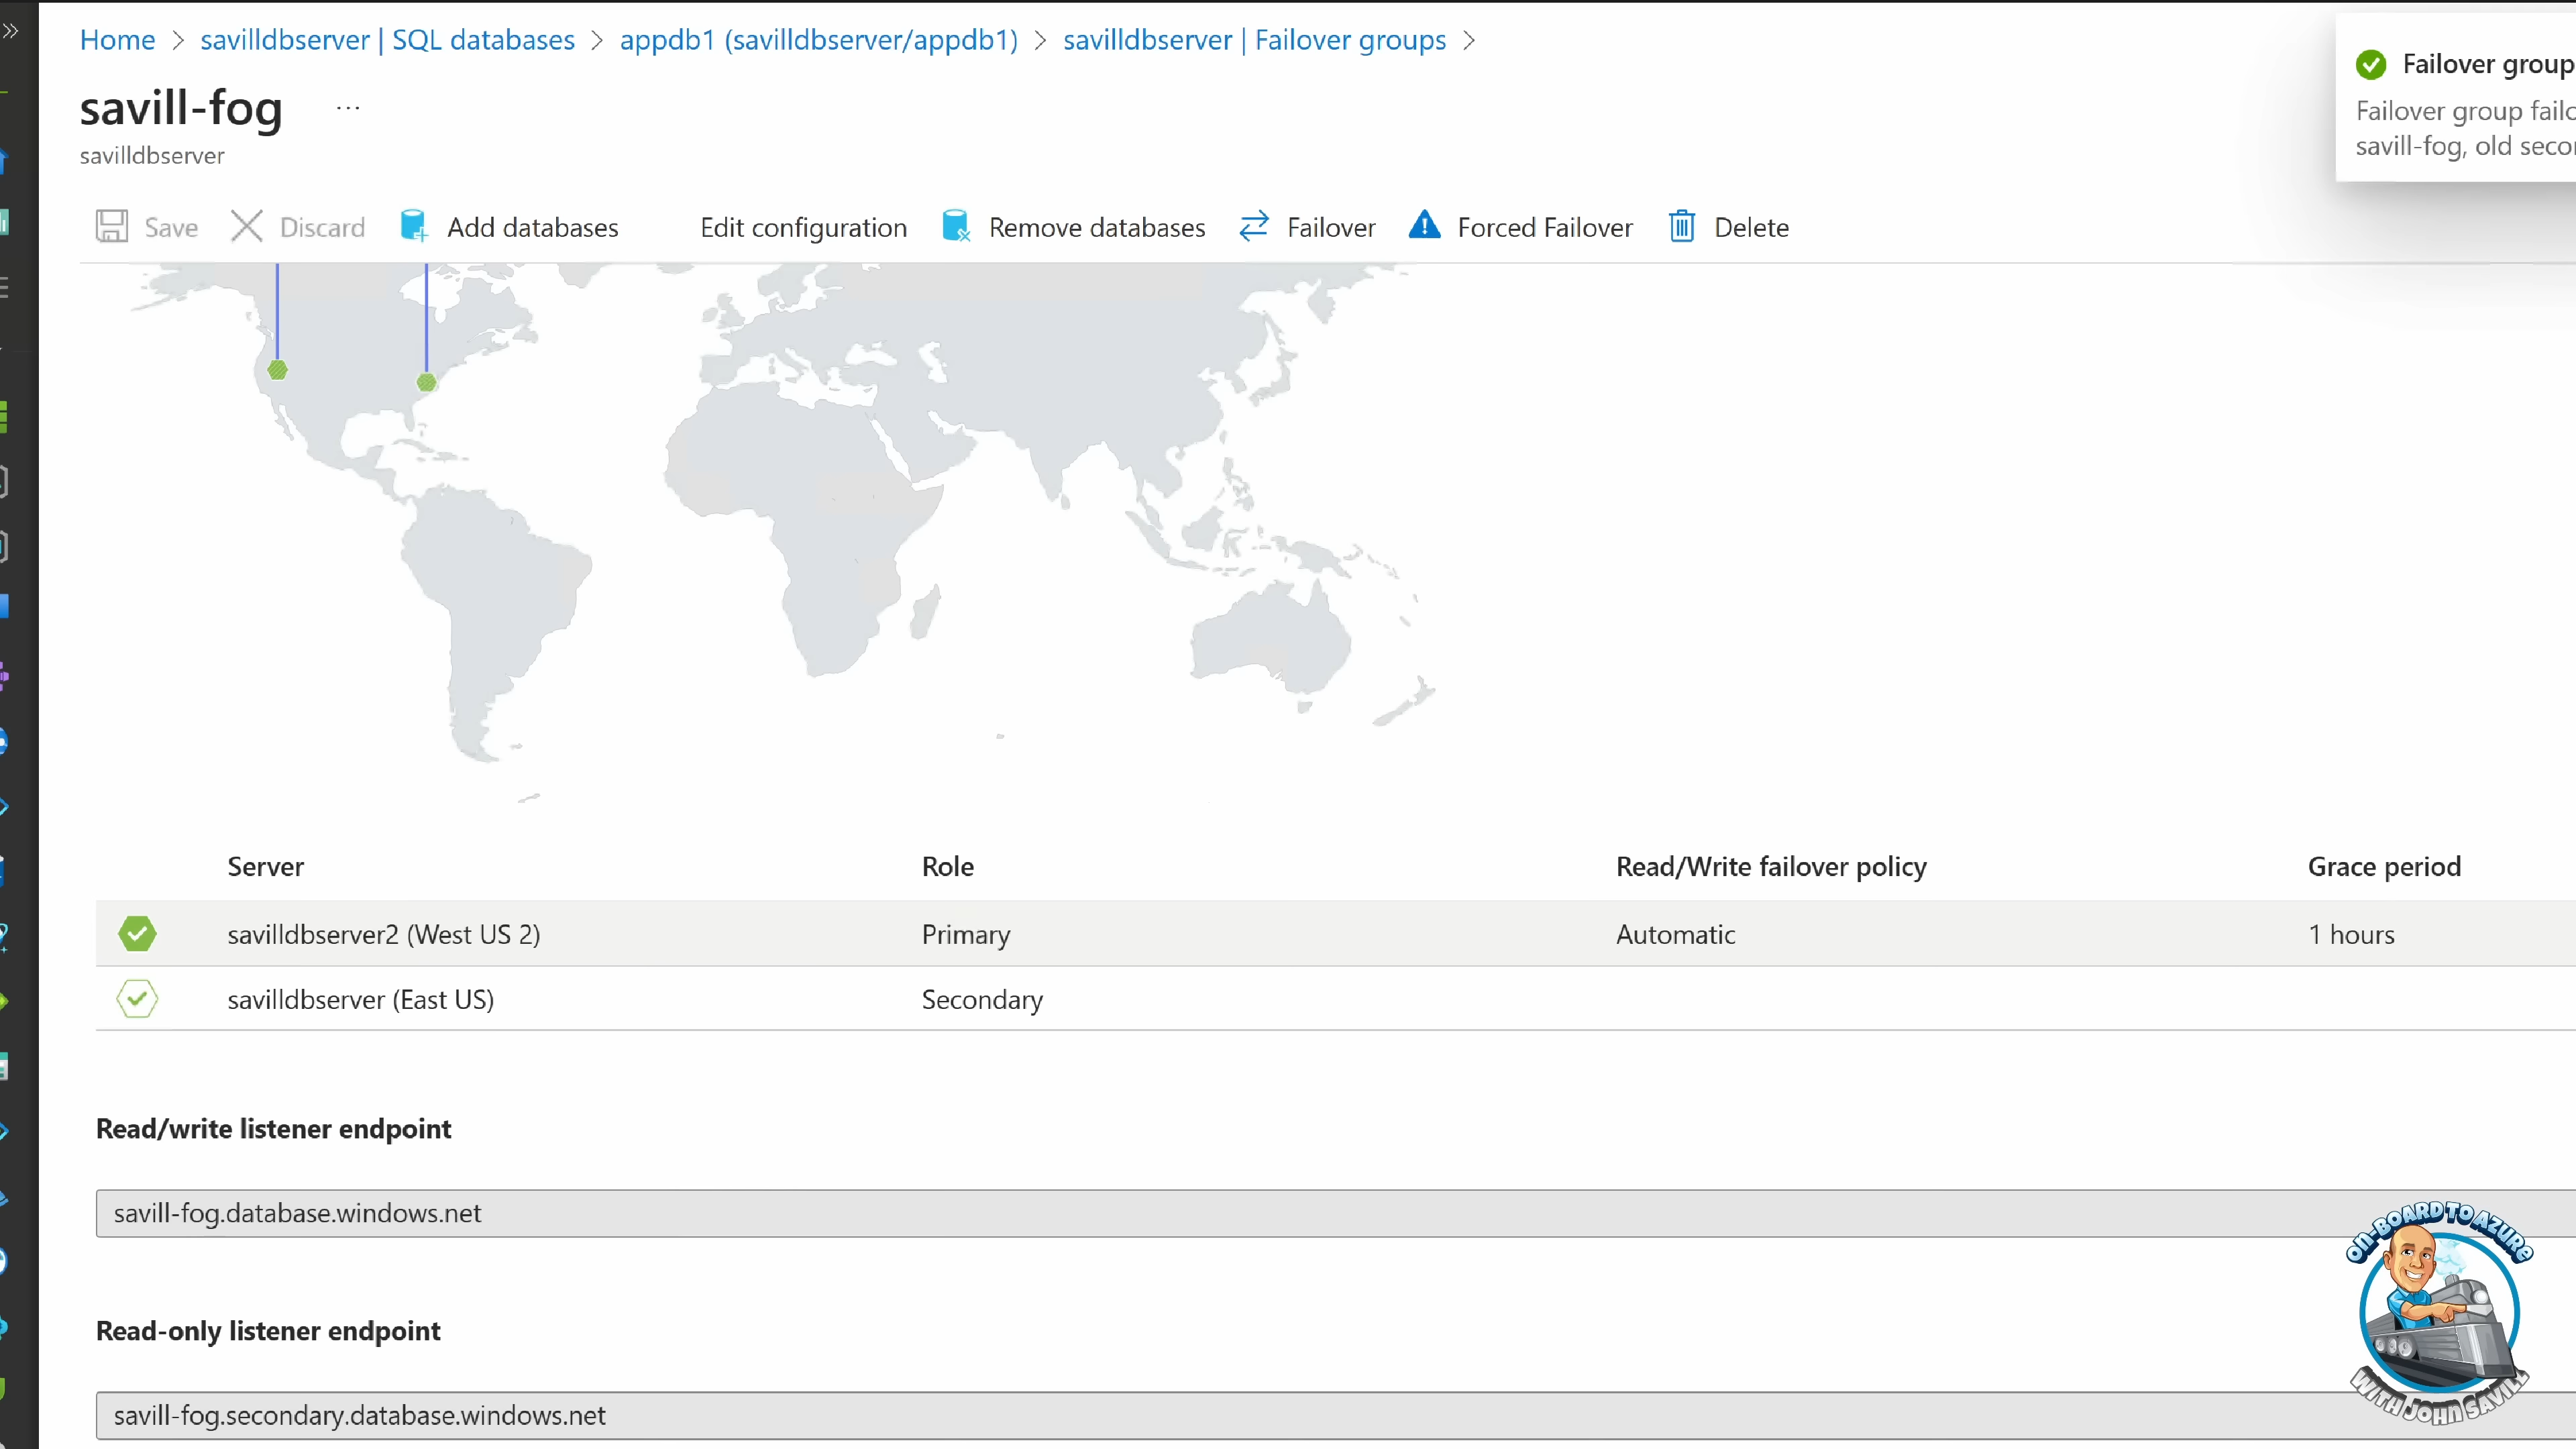 Home > savilldbserver | SQL databases > appdb1 (savilldbserver/appdb1) > savilldbserver | Failover groups >
savill-fog ...
savilldbserver
Failover group
Failover group failo
savill-fog, old seco
Save Discard Add databases Edit configuration Remove databases Failover Forced Failover Delete
Server Role Read/Write failover policy Grace period
savilldbserver2 (West US 2) Primary Automatic 1 hours
savilldbserver (East US) Secondary
Read/write listener endpoint
savill-fog.database.windows.net
Read-only listener endpoint
savill-fog.secondary.database.windows.net
ON-BOARD TO AZURE
WITH JOHN SAVILL